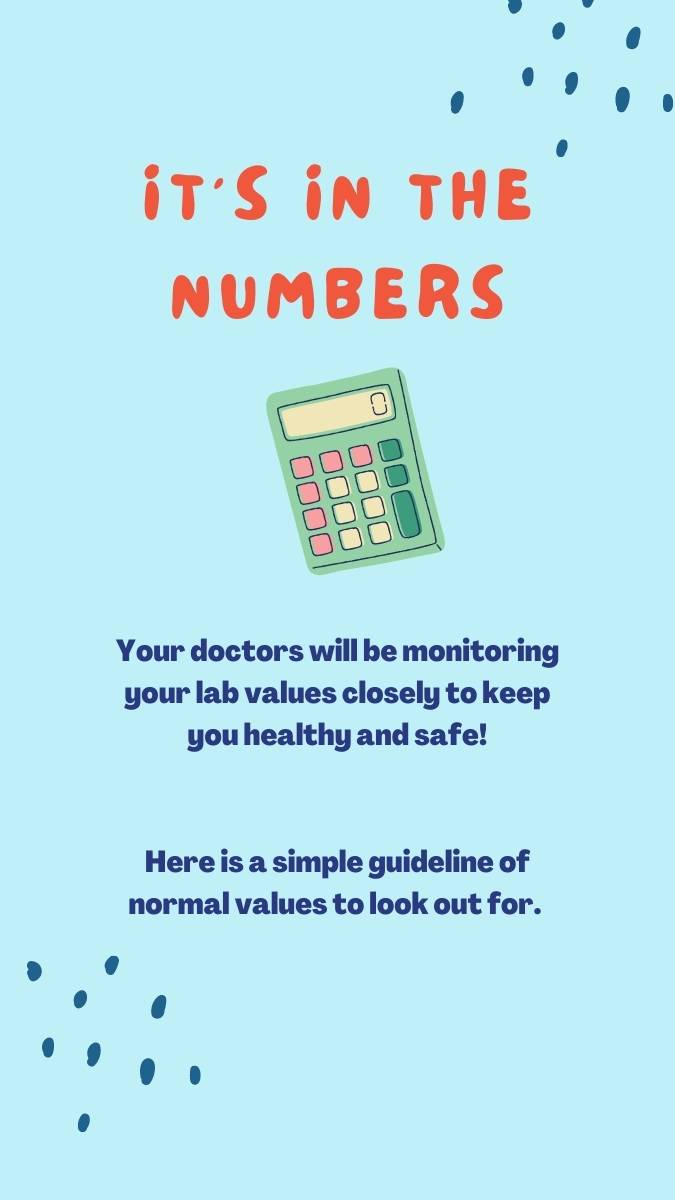 IT'S IN THE
NUMBERS
0
Your doctors will be monitoring
your lab values closely to keep
you healthy and safe!
Here is a simple guideline of
normal values to look out for.